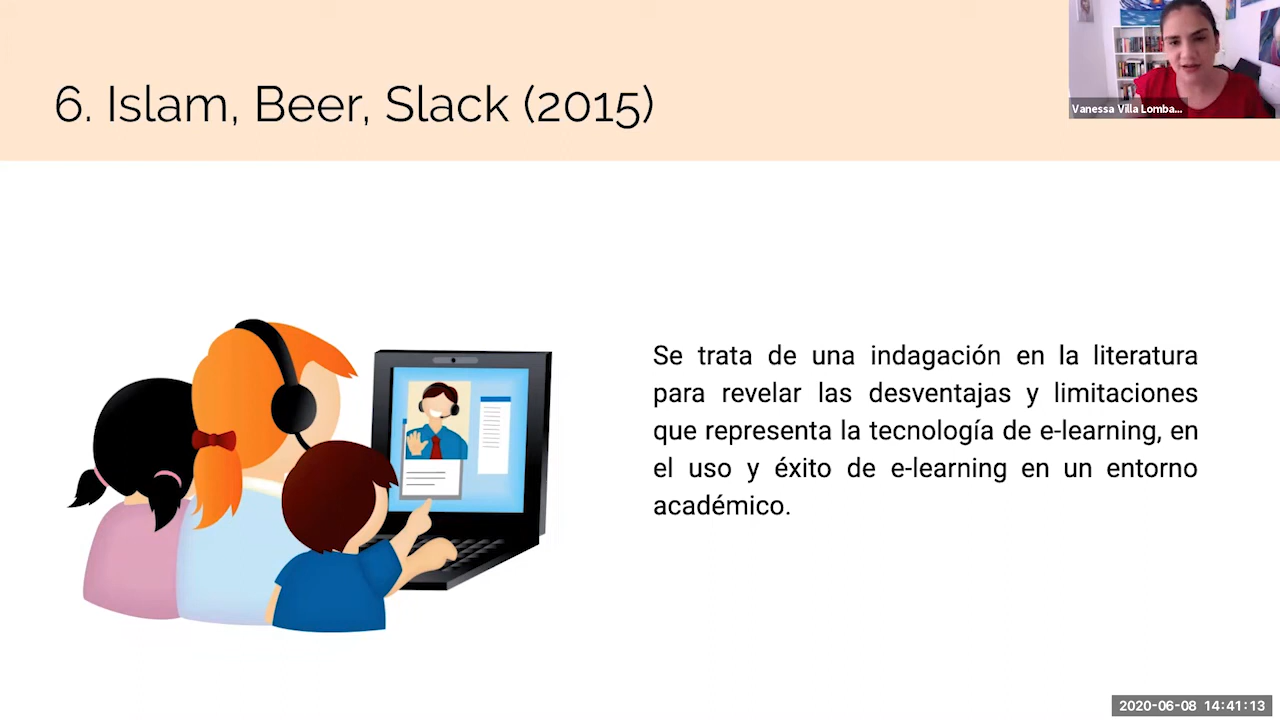 6. Islam, Beer, Slack (2015)
Vanessa Villa Lomba...
Se trata de una indagación en la literatura
para revelar las desventajas y limitaciones
que representa la tecnología de e-learning, en
el uso y éxito de e-learning en un entorno
académico.
2020-06-08 14:41:13